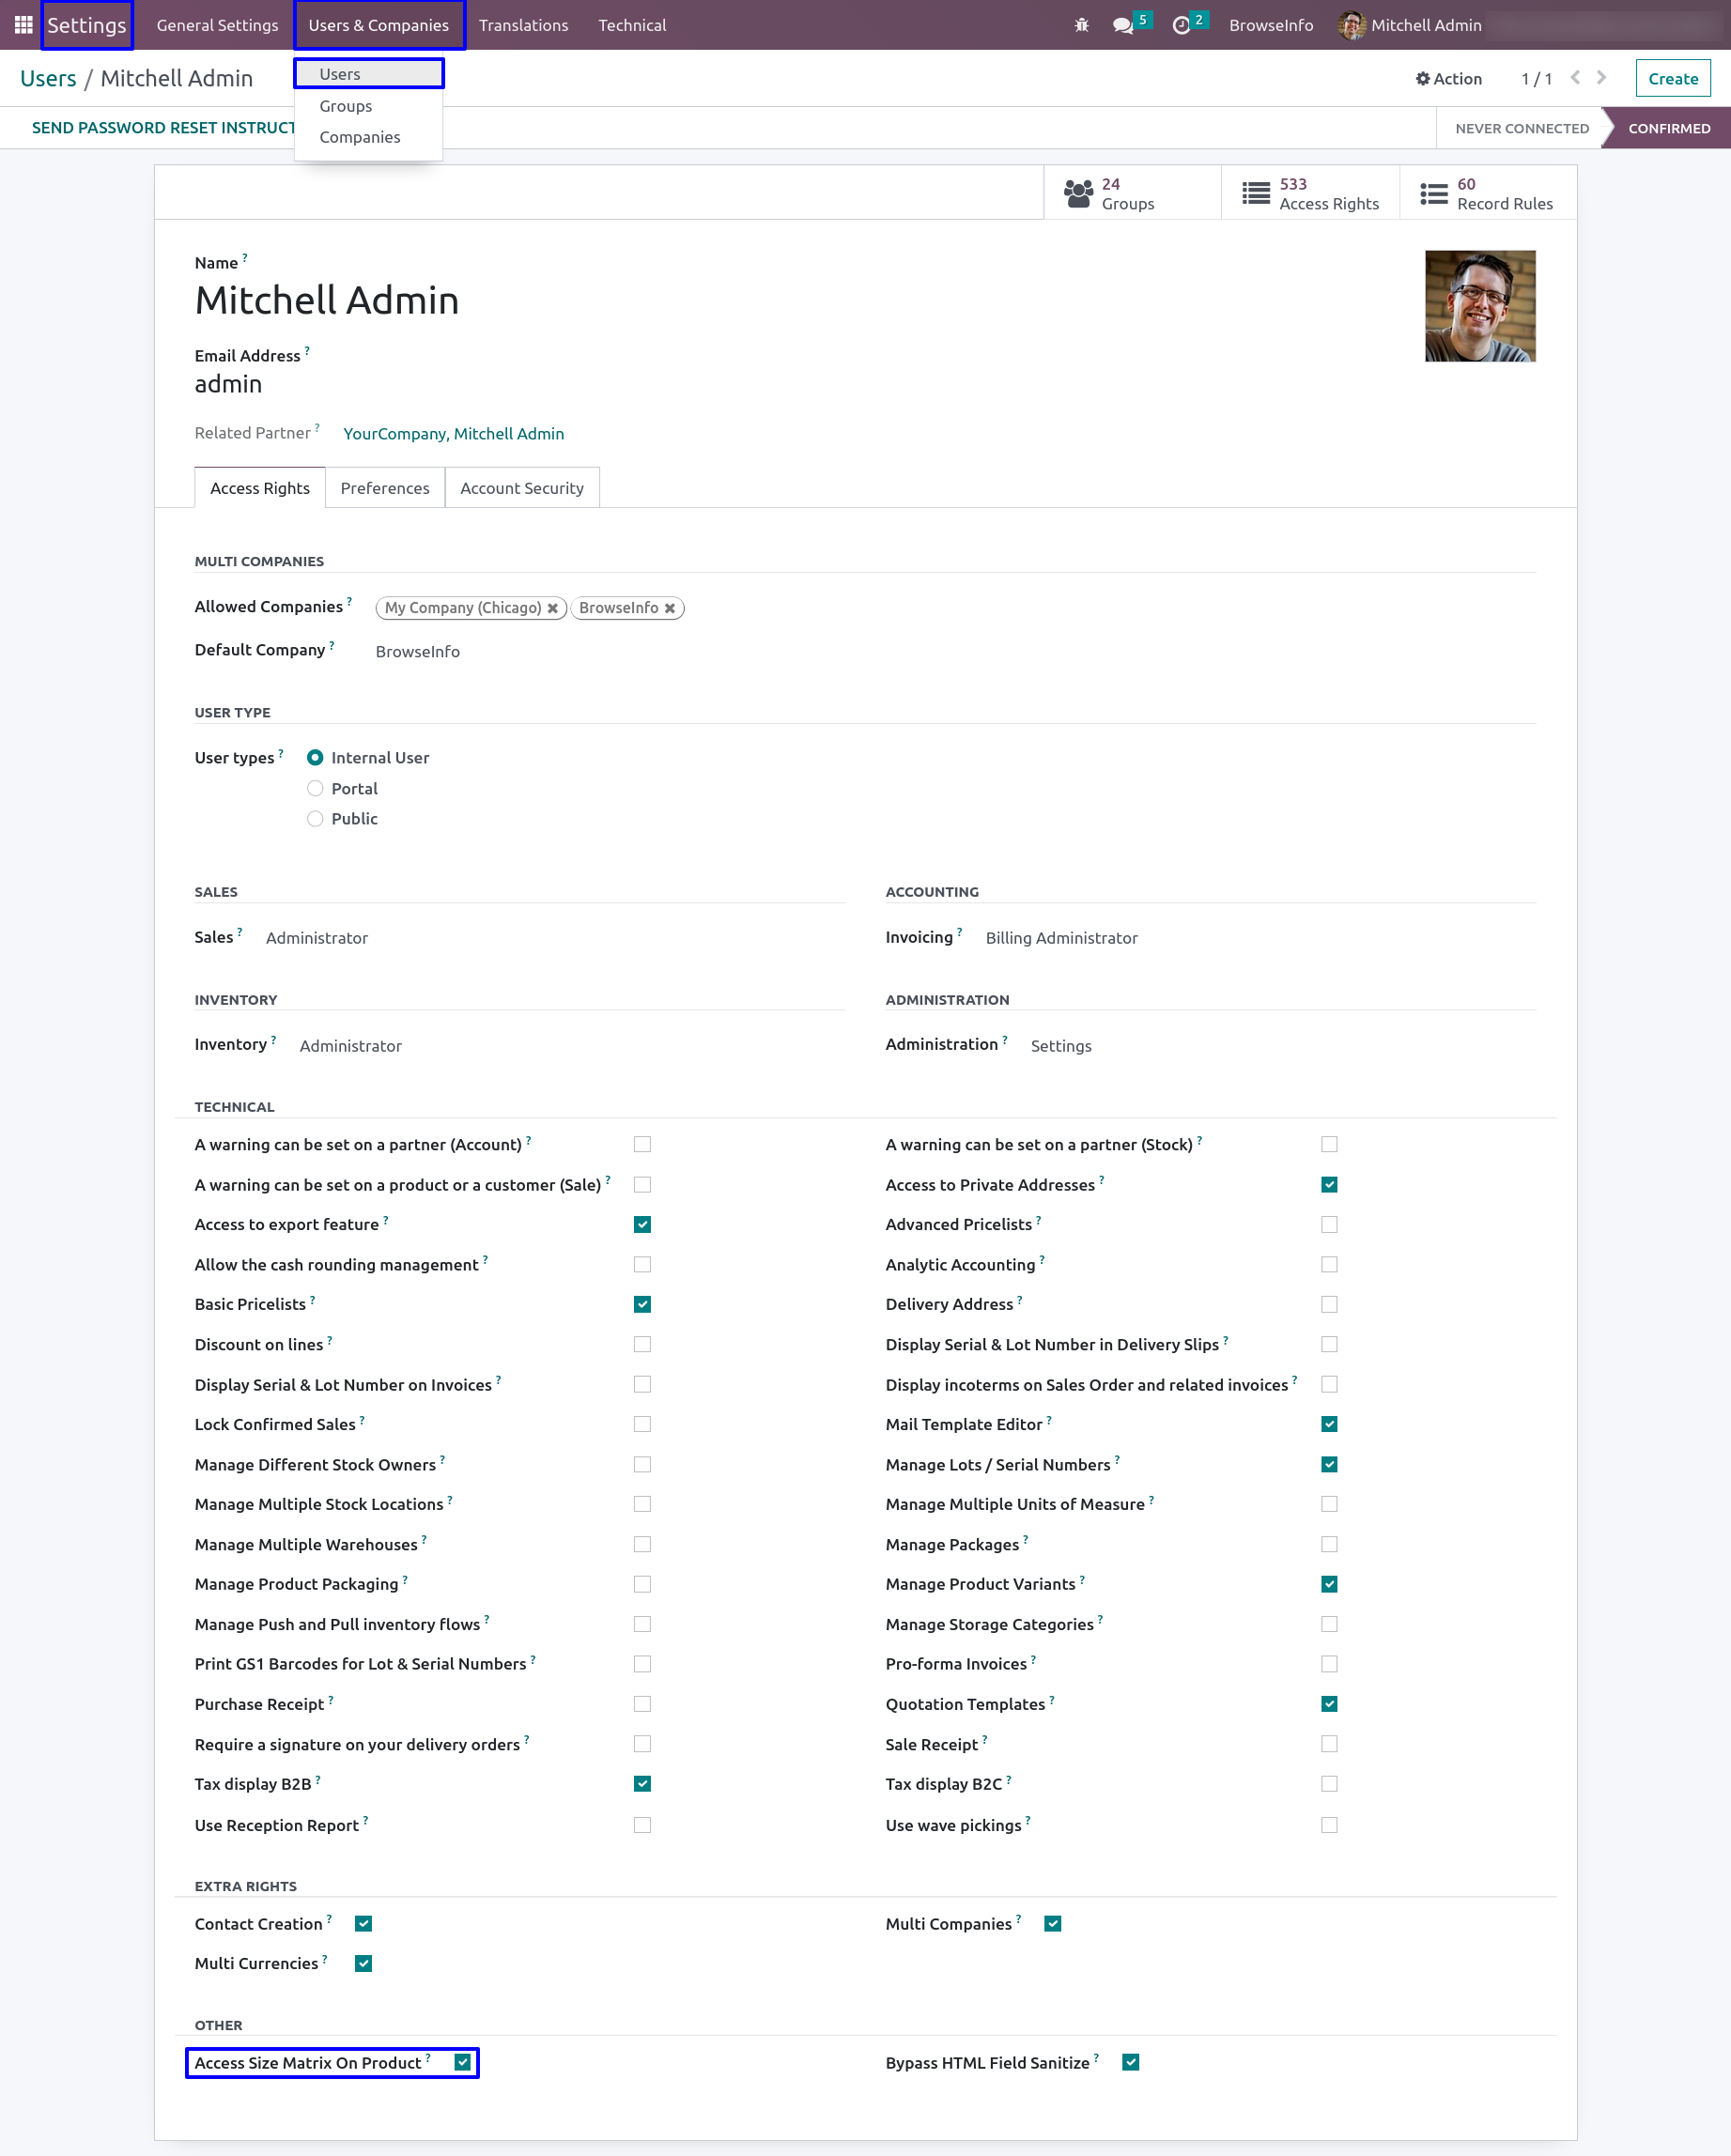 Settings General Settings Users & Companies Translations Technical 5 2 BrowseInfo Mitchell Admin
Users / Mitchell Admin
Users
Groups
Companies
Action 1 / 1 Create
SEND PASSWORD RESET INSTRUCT
NEVER CONNECTED CONFIRMED
24 Groups
533 Access Rights
60 Record Rules
Name ?
Mitchell Admin
Email Address ?
admin
Related Partner ? YourCompany, Mitchell Admin
Access Rights Preferences Account Security
MULTI COMPANIES
Allowed Companies ? My Company (Chicago) BrowseInfo
Default Company ? BrowseInfo
USER TYPE
User types ? Internal User
Portal
Public
SALES ACCOUNTING
Sales ? Administrator Invoicing ? Billing Administrator
INVENTORY ADMINISTRATION
Inventory ? Administrator Administration ? Settings
TECHNICAL
A warning can be set on a partner (Account) ? A warning can be set on a partner (Stock) ?
A warning can be set on a product or a customer (Sale) ? Access to Private Addresses ?
Access to export feature ? Advanced Pricelists ?
Allow the cash rounding management ? Analytic Accounting ?
Basic Pricelists ? Delivery Address ?
Discount on lines ? Display Serial & Lot Number in Delivery Slips ?
Display Serial & Lot Number on Invoices ? Display incoterms on Sales Order and related invoices ?
Lock Confirmed Sales ? Mail Template Editor ?
Manage Different Stock Owners ? Manage Lots / Serial Numbers ?
Manage Multiple Stock Locations ? Manage Multiple Units of Measure ?
Manage Multiple Warehouses ? Manage Packages ?
Manage Product Packaging ? Manage Product Variants ?
Manage Push and Pull inventory flows ? Manage Storage Categories ?
Print GS1 Barcodes for Lot & Serial Numbers ? Pro-forma Invoices ?
Purchase Receipt ? Quotation Templates ?
Require a signature on your delivery orders ? Sale Receipt ?
Tax display B2B ? Tax display B2C ?
Use Reception Report ? Use wave pickings ?
EXTRA RIGHTS
Contact Creation ? Multi Companies ?
Multi Currencies ?
OTHER
Access Size Matrix On Product ? Bypass HTML Field Sanitize ?